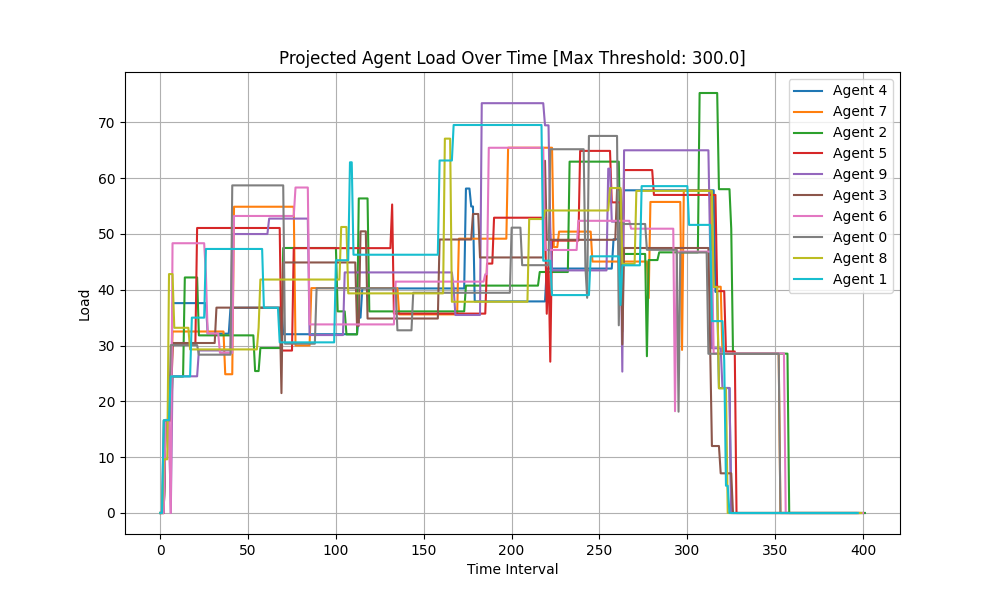 Projected Agent Load Over Time [Max Threshold: 300.0]
Load
70
60
50
40
30
20
10
0
0 50 100 150 200 250 300 350 400
Time Interval
Agent 4
Agent 7
Agent 2
Agent 5
Agent 9
Agent 3
Agent 6
Agent 0
Agent 8
Agent 1